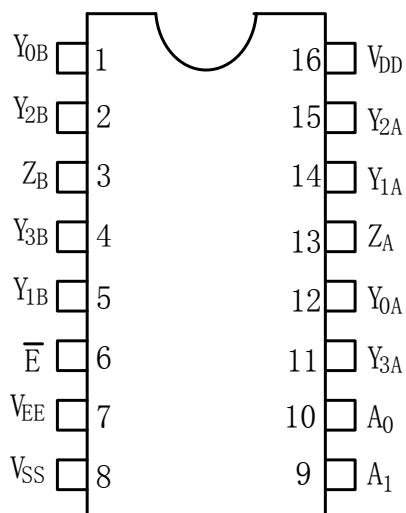 Y0B 1 16 VDD
Y2B 2 15 Y2A
ZB 3 14 Y1A
Y3B 4 13 ZA
Y1B 5 12 Y0A
E̅ 6 11 Y3A
VEE 7 10 A0
VSS 8 9 A1